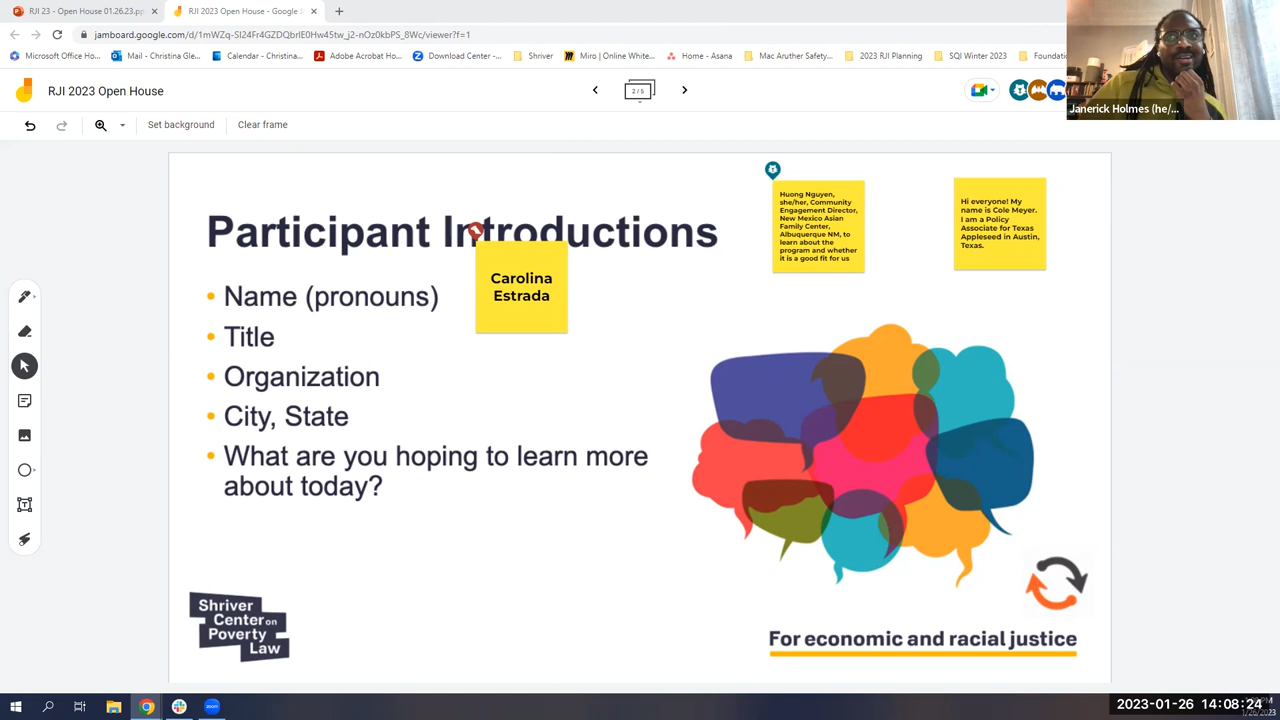 RJI 23 - Open House 01.26.23.pp
RJI 2023 Open House - Google
jamboard.google.com/d/1mWZq-SI24Fr4GZDQbrIE0Hw45tw_j2-nOz0kbPS_8Wc/viewer?f=1
Microsoft Office Ho...
Mail - Christina Gle...
Calendar - Christina...
Adobe Acrobat Ho...
Download Center -...
Shriver
Miro | Online White...
Home - Asana
Mac Aruther Safety...
2023 RJI Planning
SQI Winter 2023
Foundatio
Janerick Holmes (he/...
RJI 2023 Open House
2 / 5
Set background
Clear frame
Participant Introductions
Huong Nguyen,
she/her, Community
Engagement Director,
New Mexico Asian
Family Center,
Albuquerque NM, to
learn about the
program and whether
it is a good fit for us
Hi everyone! My
name is Cole Meyer.
I am a Policy
Associate for Texas
Appleseed in Austin,
Texas.
Carolina
Estrada
• Name (pronouns)
• Title
• Organization
• City, State
• What are you hoping to learn more
about today?
Shriver
Center on
Poverty
Law
For economic and racial justice
2023-01-26 14:08:24